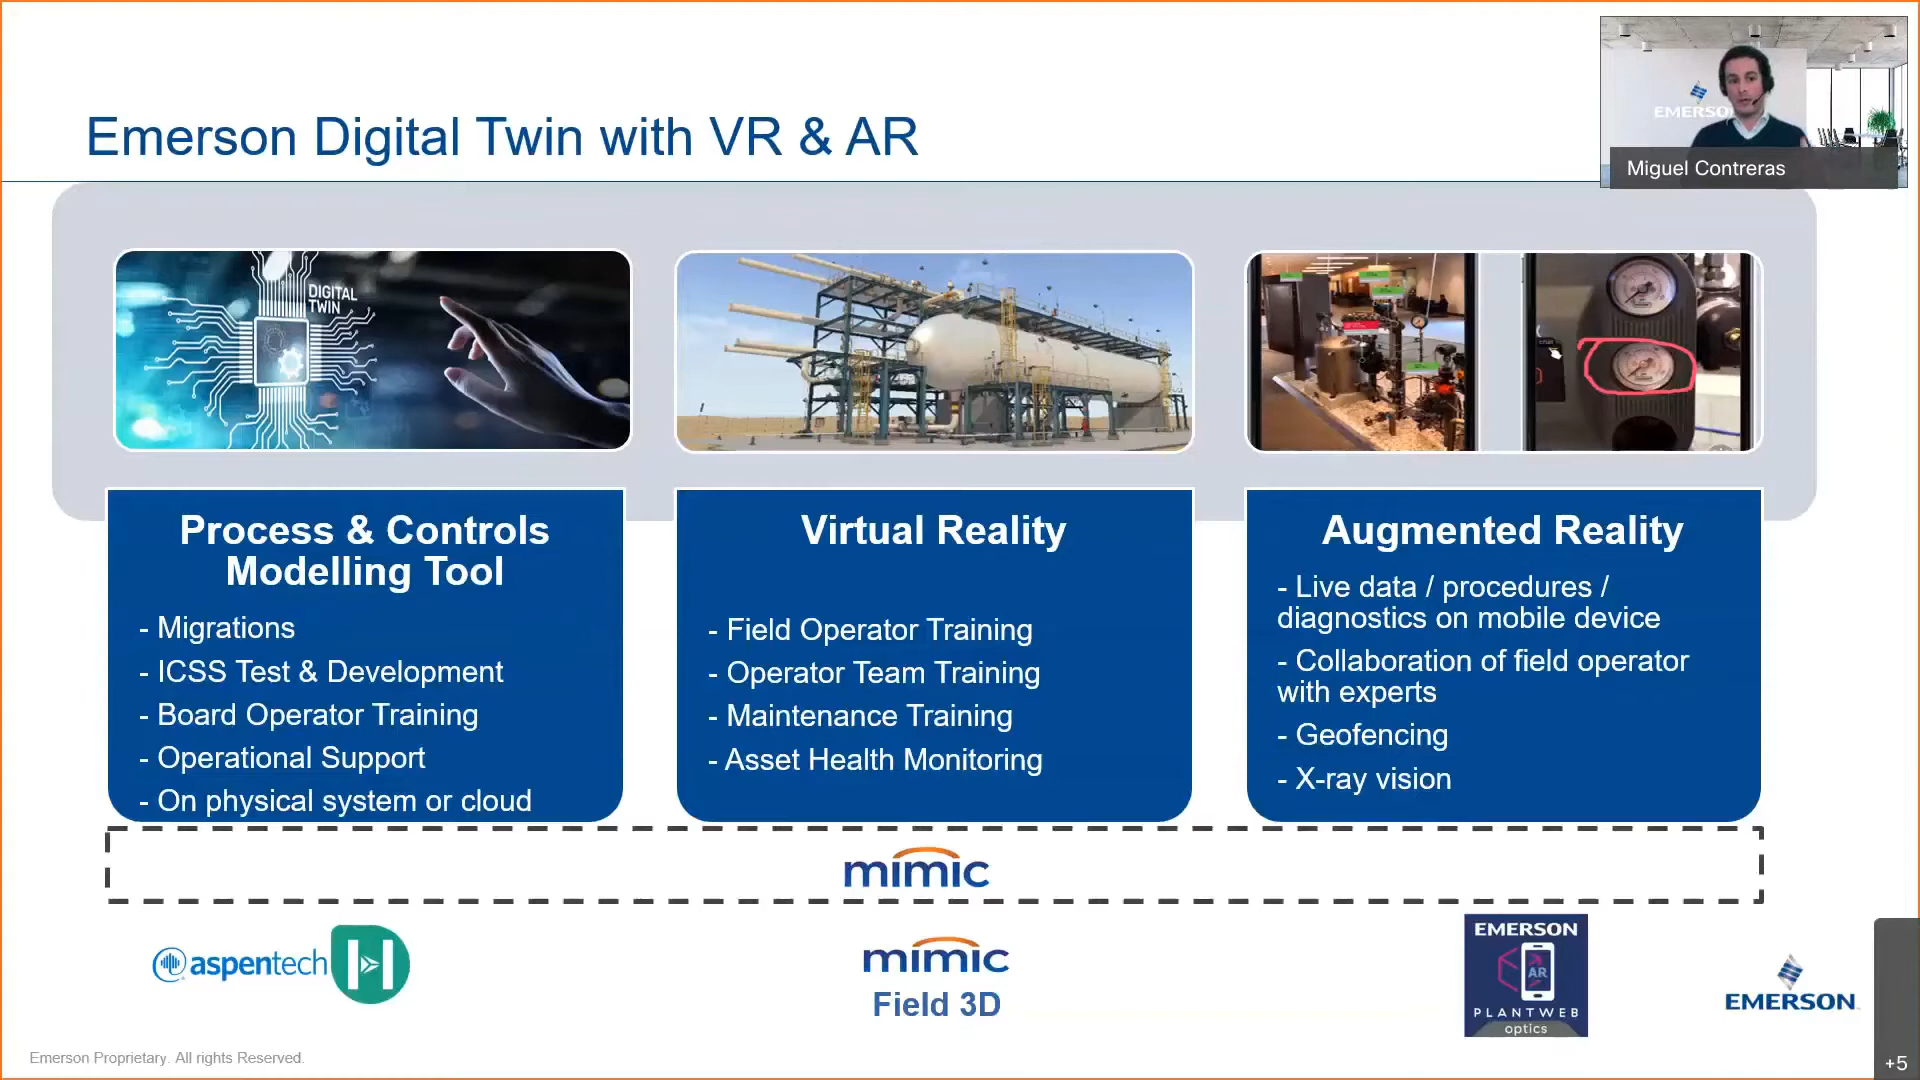 Emerson Digital Twin with VR & AR
EMERSO
Miguel Contreras
DIGITAL
TWIN
Process & Controls
Modelling Tool
- Migrations
- ICSS Test & Development
- Board Operator Training
- Operational Support
- On physical system or cloud
Virtual Reality
- Field Operator Training
- Operator Team Training
- Maintenance Training
- Asset Health Monitoring
Augmented Reality
- Live data / procedures /
diagnostics on mobile device
- Collaboration of field operator
with experts
- Geofencing
- X-ray vision
mimic
aspentech
H
mimic
Field 3D
EMERSON
AR
PLANTWEB
optics
EMERSON
Emerson Proprietary. All rights Reserved.
+5